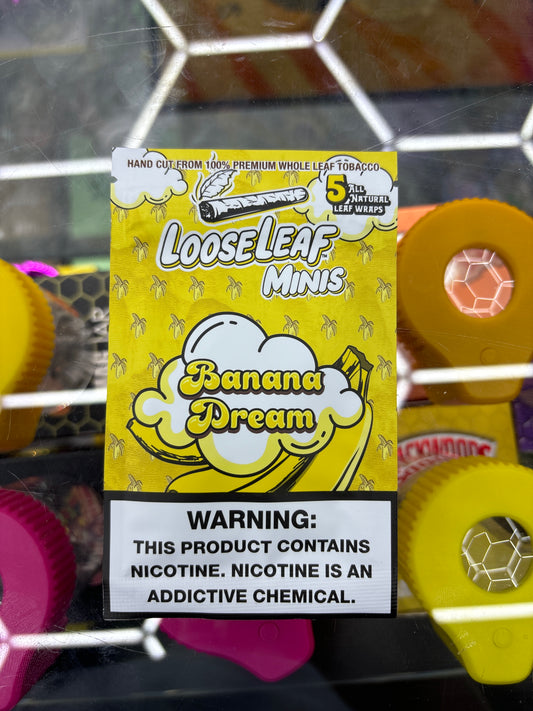 HAND CUT FROM 100% PREMIUM WHOLE LEAF TOBACCO
5 ALL NATURAL LEAF WRAPS
LOOSELEAF
MINIS
Banana
Dream
BACKWOODS
WARNING:
THIS PRODUCT CONTAINS
NICOTINE. NICOTINE IS AN
ADDICTIVE CHEMICAL.